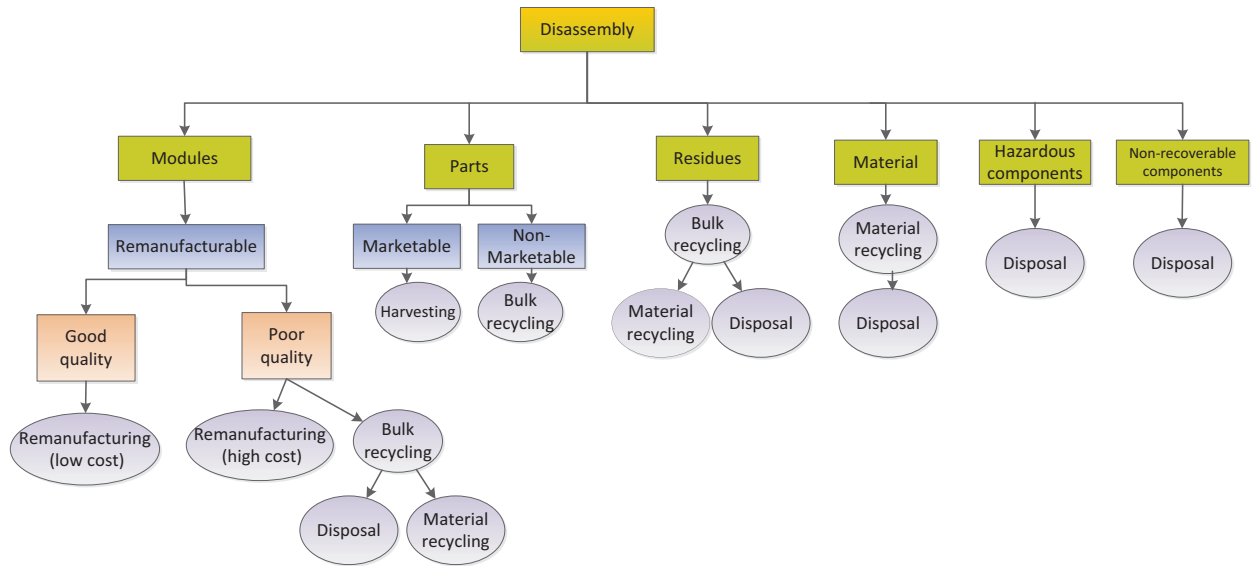 Disassembly
Modules
Parts
Residues
Material
Hazardous
components
Non-recoverable
components
Remanufacturable
Marketable
Non-
Marketable
Bulk
recycling
Material
recycling
Disposal
Disposal
Harvesting
Bulk
recycling
Material
recycling
Disposal
Disposal
Good
quality
Poor
quality
Remanufacturing
(low cost)
Remanufacturing
(high cost)
Bulk
recycling
Disposal
Material
recycling